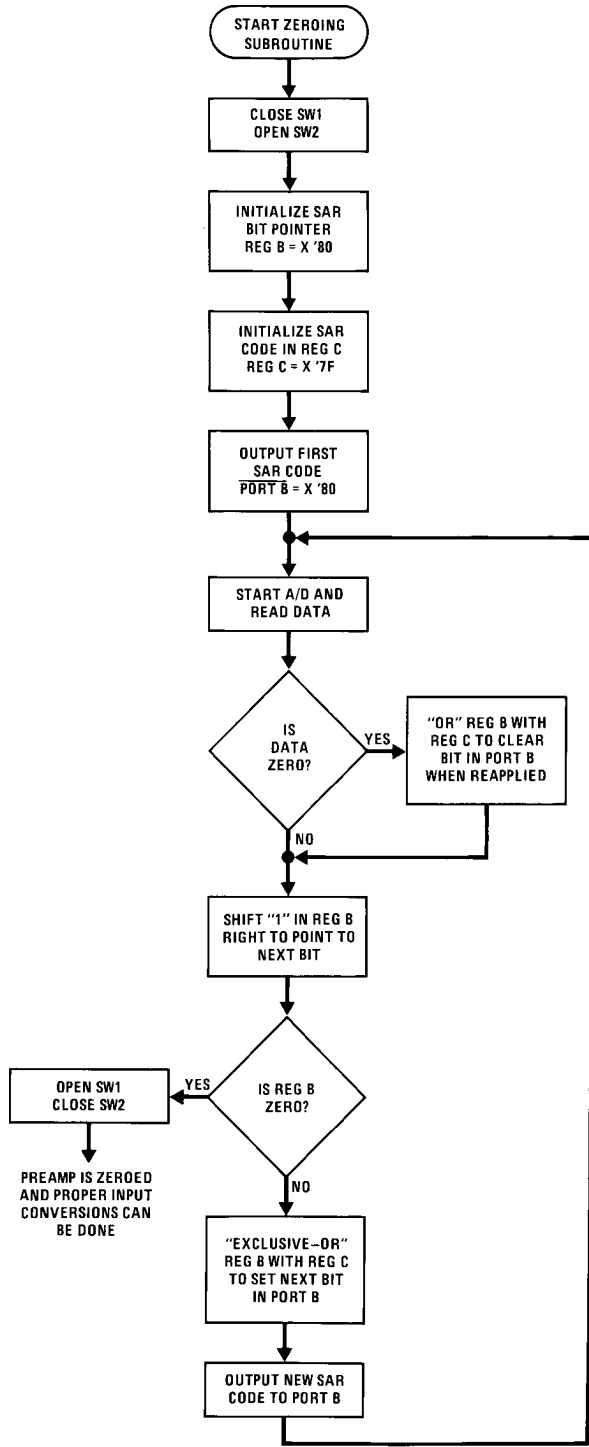 START ZEROING
SUBROUTINE
CLOSE SW1
OPEN SW2
INITIALIZE SAR
BIT POINTER
REG B = X '80
INITIALIZE SAR
CODE IN REG C
REG C = X '7F
OUTPUT FIRST
SAR CODE
PORT B = X '80
START A/D AND
READ DATA
IS
DATA
ZERO?
YES
"OR" REG B WITH
REG C TO CLEAR
BIT IN PORT B
WHEN REAPPLIED
NO
SHIFT "1" IN REG B
RIGHT TO POINT TO
NEXT BIT
IS REG B
ZERO?
YES
OPEN SW1
CLOSE SW2
PREAMP IS ZEROED
AND PROPER INPUT
CONVERSIONS CAN
BE DONE
NO
"EXCLUSIVE–OR"
REG B WITH REG C
TO SET NEXT BIT
IN PORT B
OUTPUT NEW SAR
CODE TO PORT B